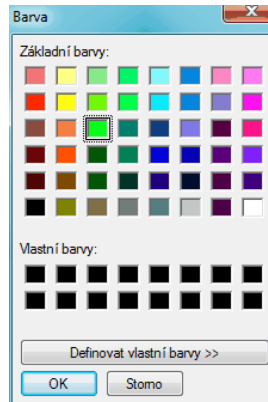 Barva
Základní barvy:
Vlastní barvy:
Definovat vlastní barvy >>
OK Storno